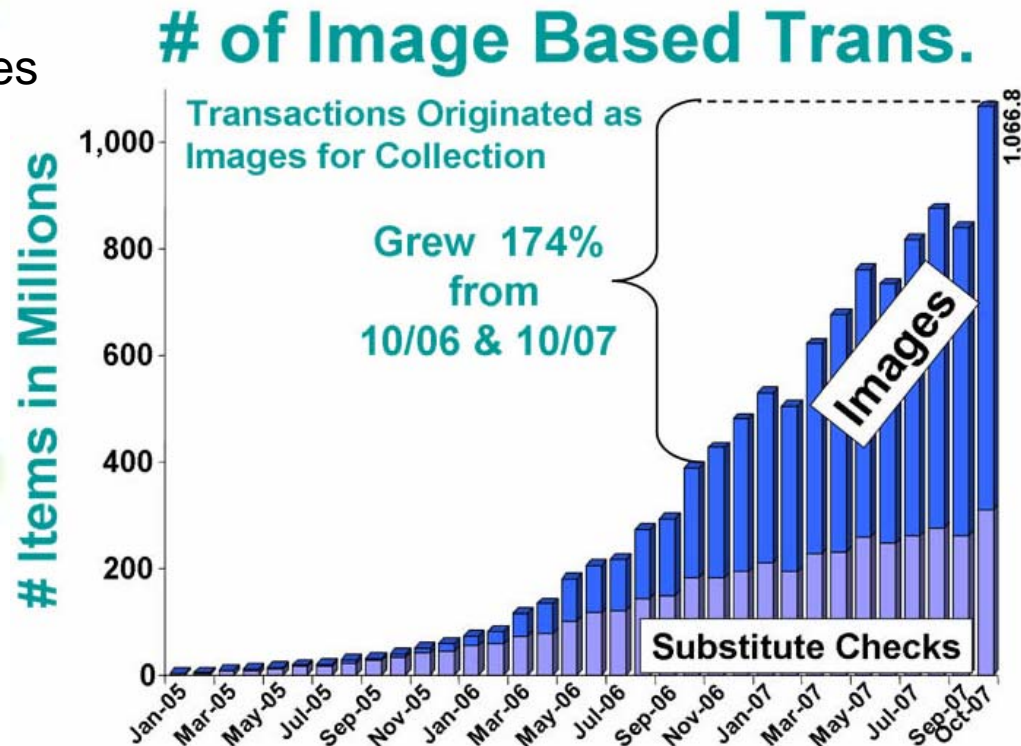 # of Image Based Trans.
es
Transactions Originated as
Images for Collection
1,066.8
Grew 174%
from
10/06 & 10/07
# Items in Millions
1,000
800
600
400
200
0
Images
Substitute Checks
Jan-05
Mar-05
May-05
Jul-05
Sep-05
Nov-05
Jan-06
Mar-06
May-06
Jul-06
Sep-06
Nov-06
Jan-07
Mar-07
May-07
Jul-07
Sep-07
Oct-07